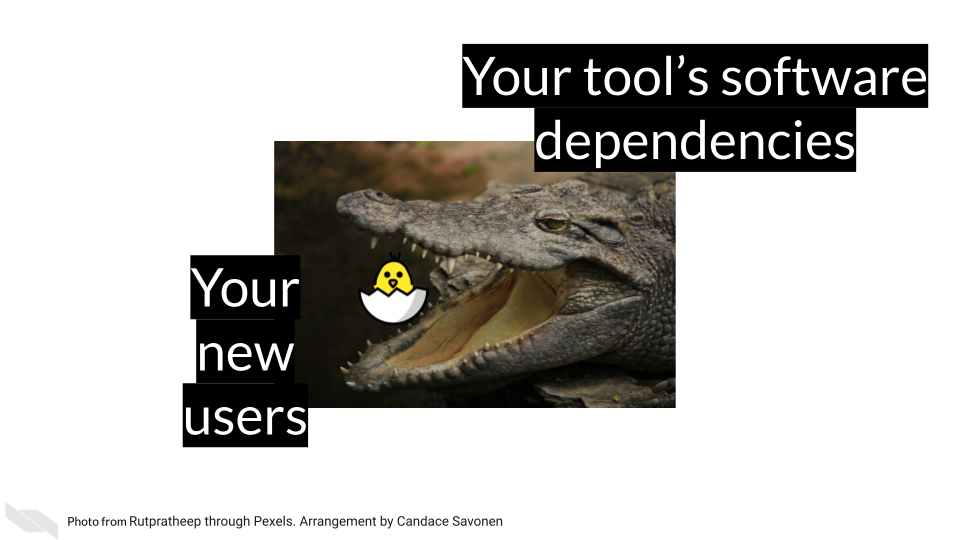 Your tool’s software
dependencies
Your
new
users
Photo from Rutpratheep through Pexels. Arrangement by Candace Savonen